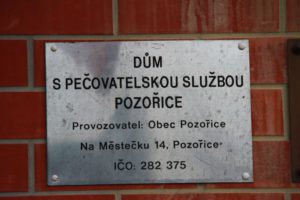 DŮM
S PEČOVATELSKOU SLUŽBOU
POZOŘICE
Provozovatel: Obec Pozořice
Na Městečku 14, Pozořice
IČO: 282 375